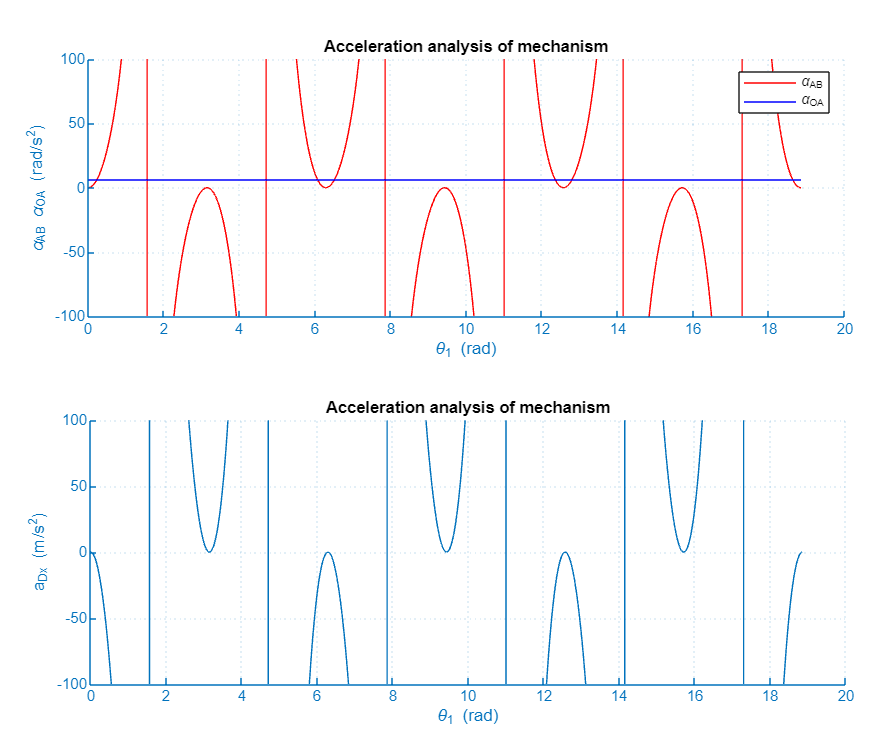 Acceleration analysis of mechanism
100
50
0
-50
-100
α_AB α_OA (rad/s²)
α_AB
α_OA
0 2 4 6 8 10 12 14 16 18 20
θ₁ (rad)
Acceleration analysis of mechanism
100
50
0
-50
-100
a_Dx (m/s²)
0 2 4 6 8 10 12 14 16 18 20
θ₁ (rad)